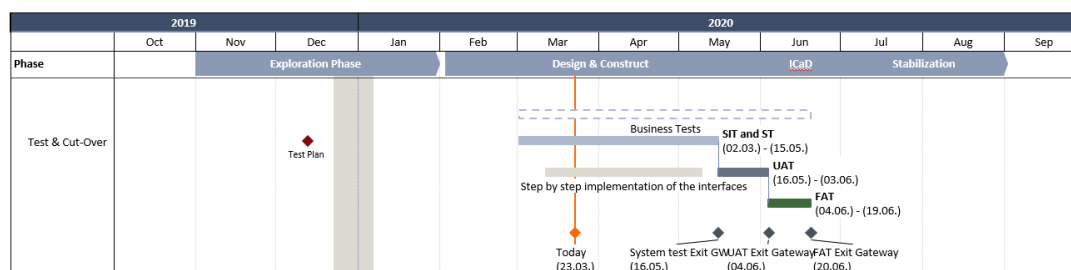 2019 2020
Oct Nov Dec Jan Feb Mar Apr May Jun Jul Aug Sep
Phase Exploration Phase Design & Construct ICaD Stabilization
Business Tests SIT and ST
Test & Cut-Over (02.03.) - (15.05.)
Test Plan
UAT
(16.05.) - (03.06.)
Step by step implementation of the interfaces
FAT
(04.06.) - (19.06.)
Today System test Exit GW UAT Exit Gateway FAT Exit Gateway
(23.03.) (16.05.) (04.06.) (20.06.)